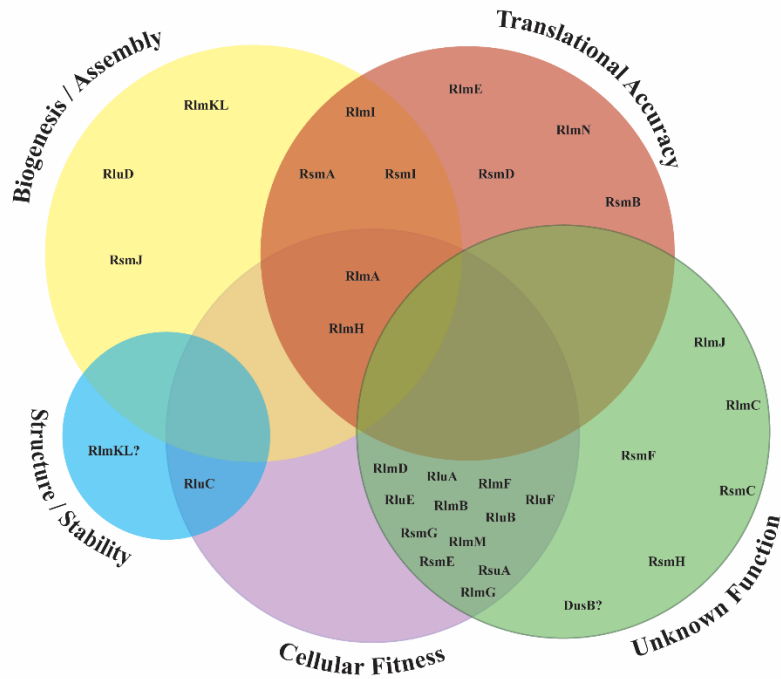 Biogenesis / Assembly
Translational Accuracy
RlmKL
RluD
RsmJ
RlmI
RsmA
RsmI
RlmE
RlmN
RsmD
RsmB
RlmA
RlmH
RlmKL?
RluC
Structure / Stability
RlmD
RluA
RlmF
RluE
RlmB
RluF
RluB
RsmG
RlmM
RsmE
RsuA
RlmG
RlmJ
RlmC
RsmF
RsmC
RsmH
DusB?
Cellular Fitness
Unknown Function